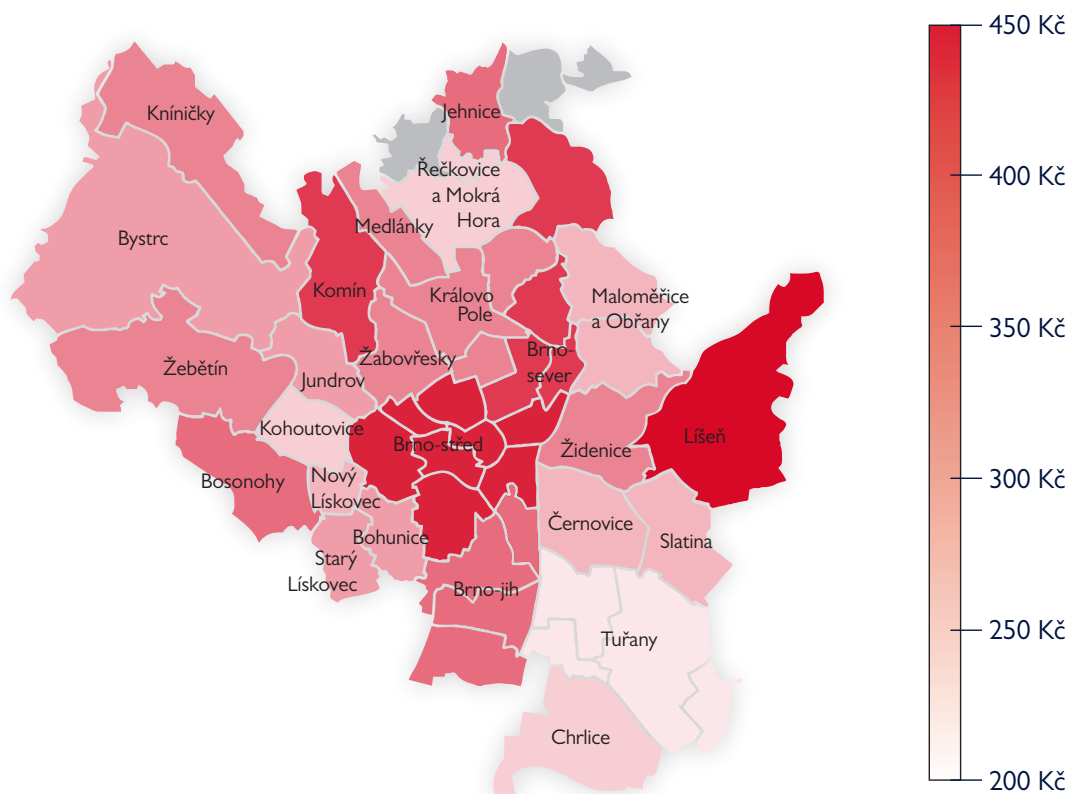 Kníničky
Jehnice
Řečkovice
a Mokrá
Hora
Medlánky
Bystrc
Komín
Královo
Pole
Maloměřice
a Obřany
Žebětín
Jundrov
Žabovřesky
Brno-
sever
Kohoutovice
Brno-střed
Židenice
Líšeň
Bosonohy
Nový
Lískovec
Bohunice
Starý
Lískovec
Černovice
Slatina
Brno-jih
Tuřany
Chrlice
450 Kč
400 Kč
350 Kč
300 Kč
250 Kč
200 Kč